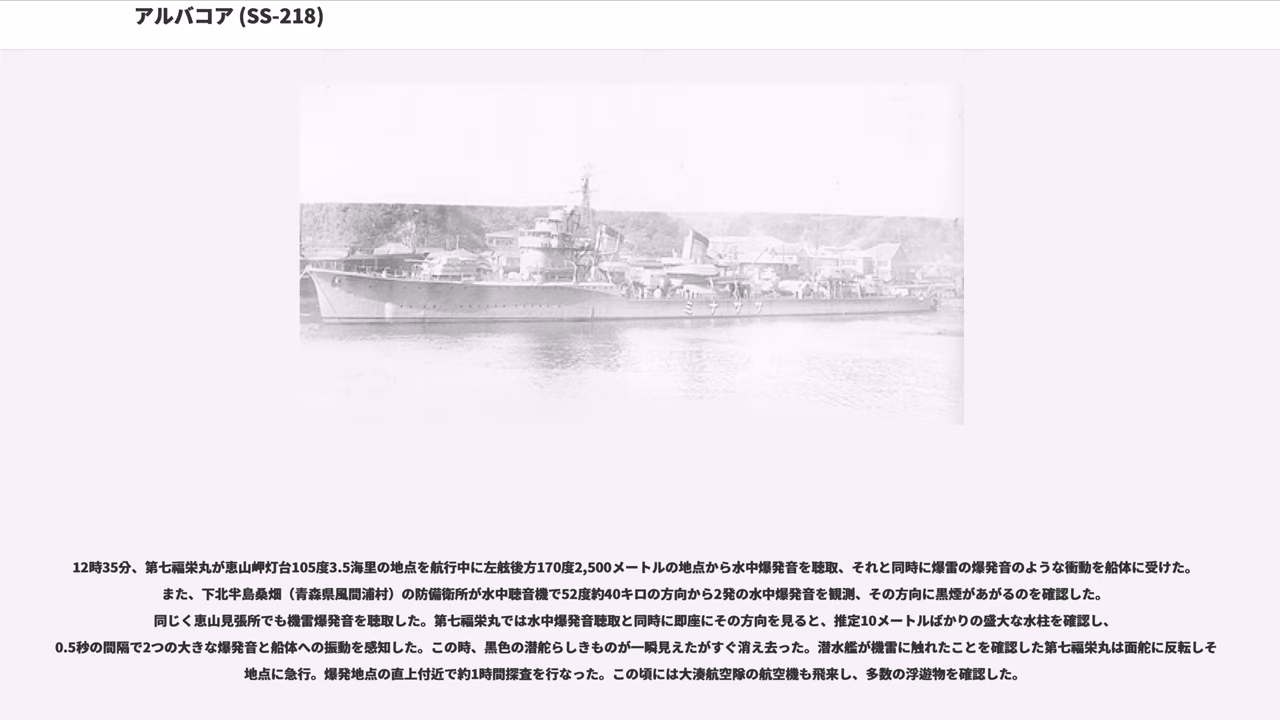 アルバコア (SS-218)
ミナサア
12時35分、第七福栄丸が恵山岬灯台105度3.5海里の地点を航行中に左舷後方170度2,500メートルの地点から水中爆発音を聴取、それと同時に爆雷の爆発音のような衝動を船体に受けた。
また、下北半島桑畑（青森県風間浦村）の防備衛所が水中聴音機で52度約40キロの方向から2発の水中爆発音を観測、その方向に黒煙があがるのを確認した。
同じく恵山見張所でも機雷爆発音を聴取した。第七福栄丸では水中爆発音聴取と同時に即座にその方向を見ると、推定10メートルばかりの盛大な水柱を確認し、
0.5秒の間隔で2つの大きな爆発音と船体への振動を感知した。この時、黒色の潜舵らしきものが一瞬見えたがすぐ消え去った。潜水艦が機雷に触れたことを確認した第七福栄丸は面舵に反転しそ
地点に急行。爆発地点の直上付近で約1時間探査を行なった。この頃には大湊航空隊の航空機も飛来し、多数の浮遊物を確認した。